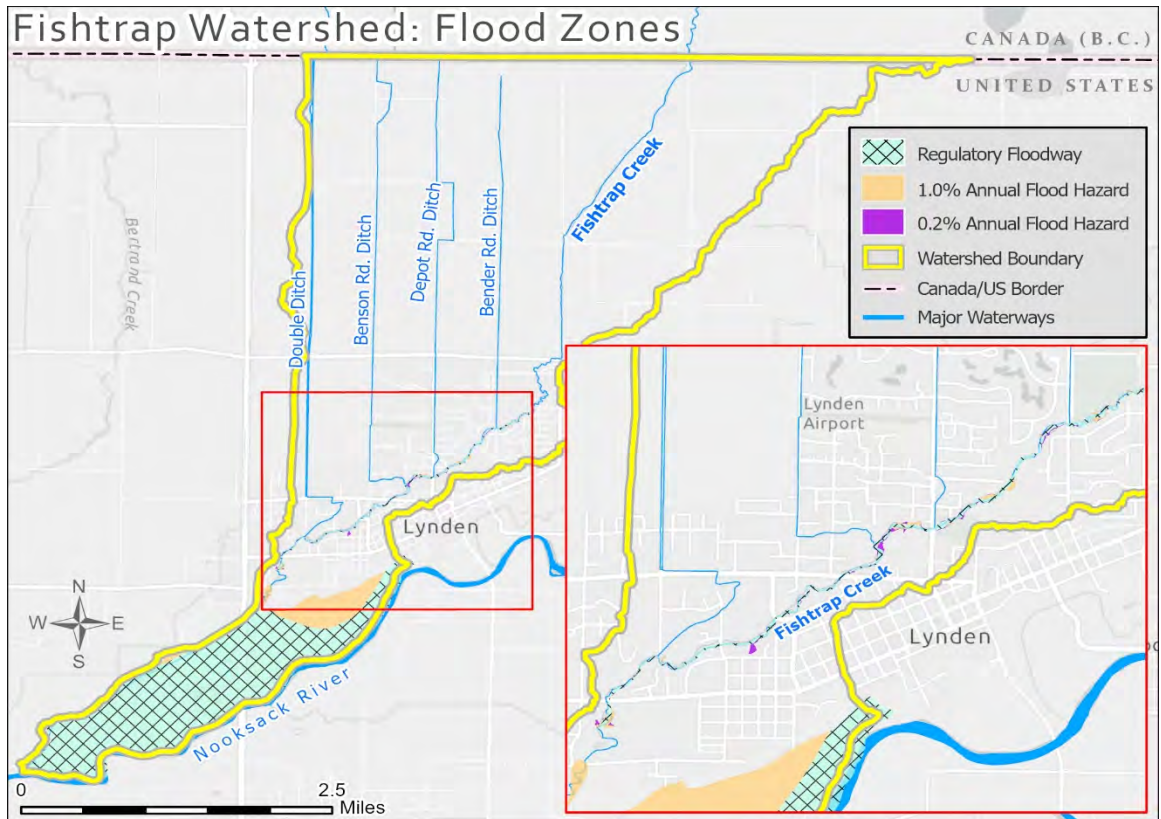 Fishtrap Watershed: Flood Zones
CANADA (B.C.)
UNITED STATES
Regulatory Floodway
1.0% Annual Flood Hazard
0.2% Annual Flood Hazard
Watershed Boundary
Canada/US Border
Major Waterways
Bertrand Creek
Double Ditch
Benson Rd. Ditch
Depot Rd. Ditch
Bender Rd. Ditch
Fishtrap Creek
Lynden
Nooksack River
N
W E
S
0 2.5
Miles
Lynden
Airport
Fishtrap Creek
Lynden